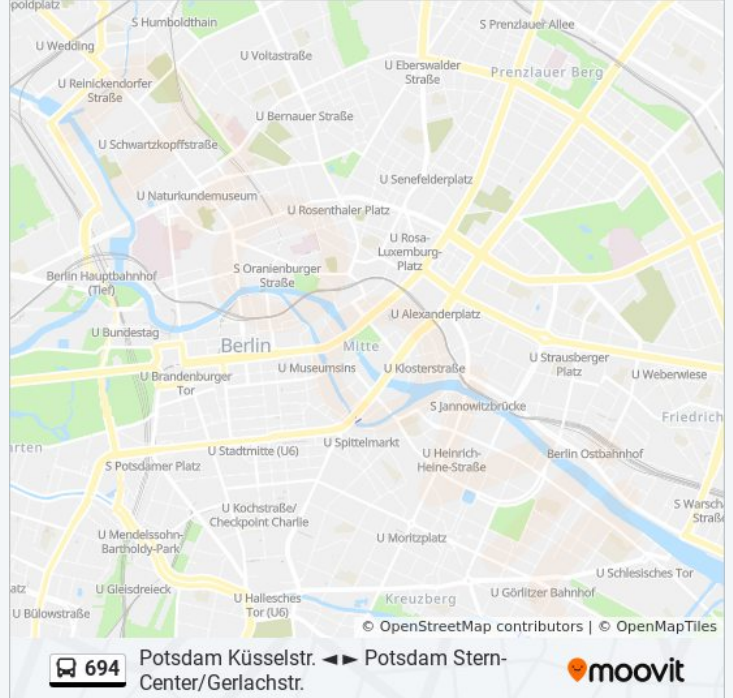 poldplatz
S Humboldthain
S Prenzlauer Allee
U Wedding
U Voltastraße
U Eberswalder
Straße
Prenzlauer Berg
U Reinickendorfer
Straße
U Bernauer Straße
U Schwartzkopffstraße
U Senefelderplatz
U Naturkundemuseum
U Rosenthaler Platz
U Rosa-
Luxemburg-
Platz
Berlin Hauptbahnhof
(Tief)
S Oranienburger
Straße
U Alexanderplatz
U Bundestag
Berlin
Mitte
U Strausberger
Platz
U Museumsins
U Klosterstraße
U Weberwiese
U Brandenburger
Tor
S Jannowitzbrücke
Friedrich
rten
U Stadtmitte (U6)
U Spittelmarkt
U Heinrich-
Heine-Straße
Berlin Ostbahnhof
S Potsdamer Platz
S Warsch
Straße
U Kochstraße/
Checkpoint Charlie
U Mendelssohn-
Bartholdy-Park
U Moritzplatz
U Schlesisches Tor
atz
U Gleisdreieck
U Hallesches
Tor (U6)
Kreuzberg
U Görlitzer Bahnhof
U Bülowstraße
© OpenStreetMap contributors | © OpenMapTiles
694
Potsdam Küsselstr. ◄► Potsdam Stern-
Center/Gerlachstr.
moovit